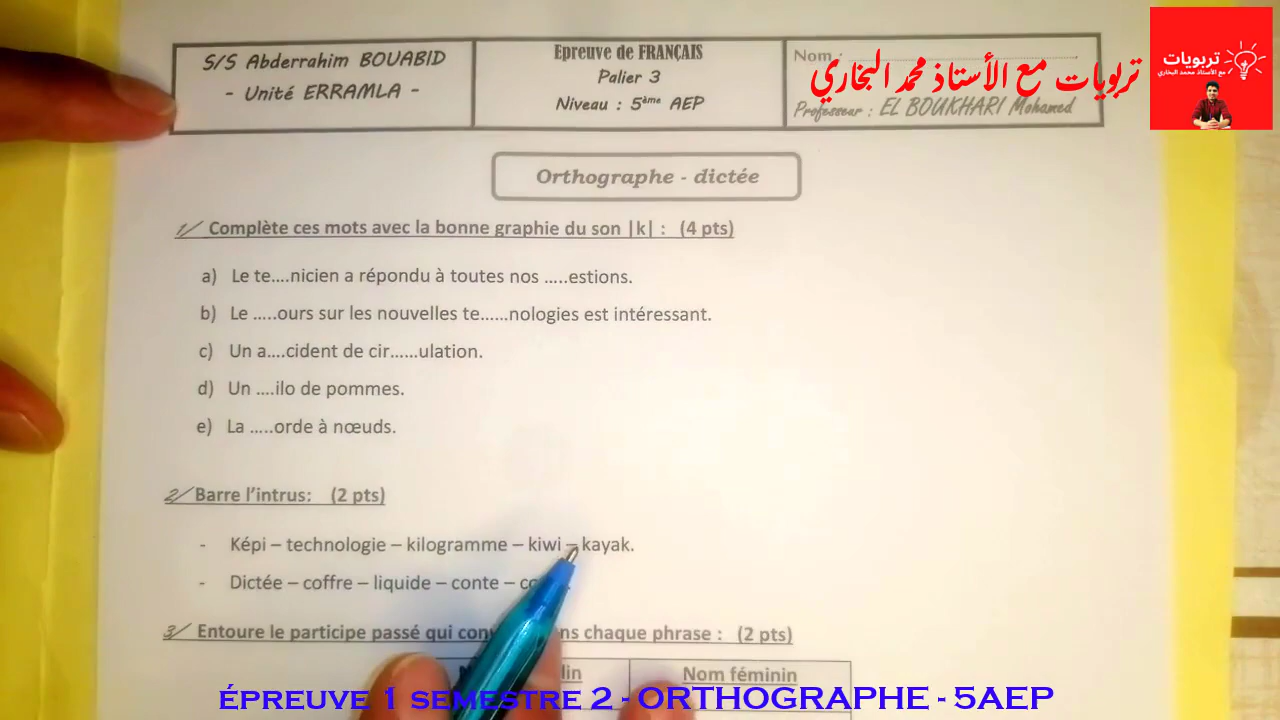 S/S Abderrahim BOUABID
- Unité ERRAMLA -
Epreuve de FRANÇAIS
Palier 3
Niveau : 5ème AEP
Nom :
Professeur : EL BOUKHARI Mohamed
تربويات مع الأستاذ محمد البخاري
تربويات
مع الأستاذ محمد البخاري
Orthographe - dictée
1/ Complète ces mots avec la bonne graphie du son |k| : (4 pts)
a) Le te....nicien a répondu à toutes nos .....estions.
b) Le .....ours sur les nouvelles te......nologies est intéressant.
c) Un a....cident de cir......ulation.
d) Un ....ilo de pommes.
e) La .....orde à nœuds.
2/ Barre l’intrus: (2 pts)
- Képi – technologie – kilogramme – kiwi – kayak.
- Dictée – coffre – liquide – conte –
3/ Entoure le participe passé qui chaque phrase : (2 pts)
Nom féminin
épreuve 1 semestre 2 - ORTHOGRAPHE - 5AEP